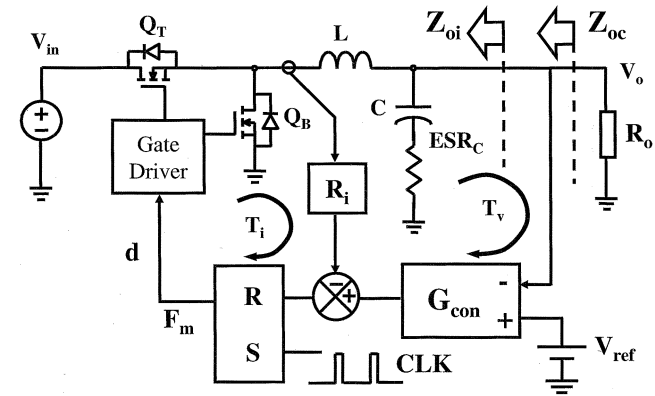 Q_T
L
Z_oi
Z_oc
V_in
V_o
+
−
C
Q_B
ESR_C
R_o
Gate
Driver
R_i
T_i
T_v
d
−
+
R
G_con
-
+
F_m
S
CLK
V_ref